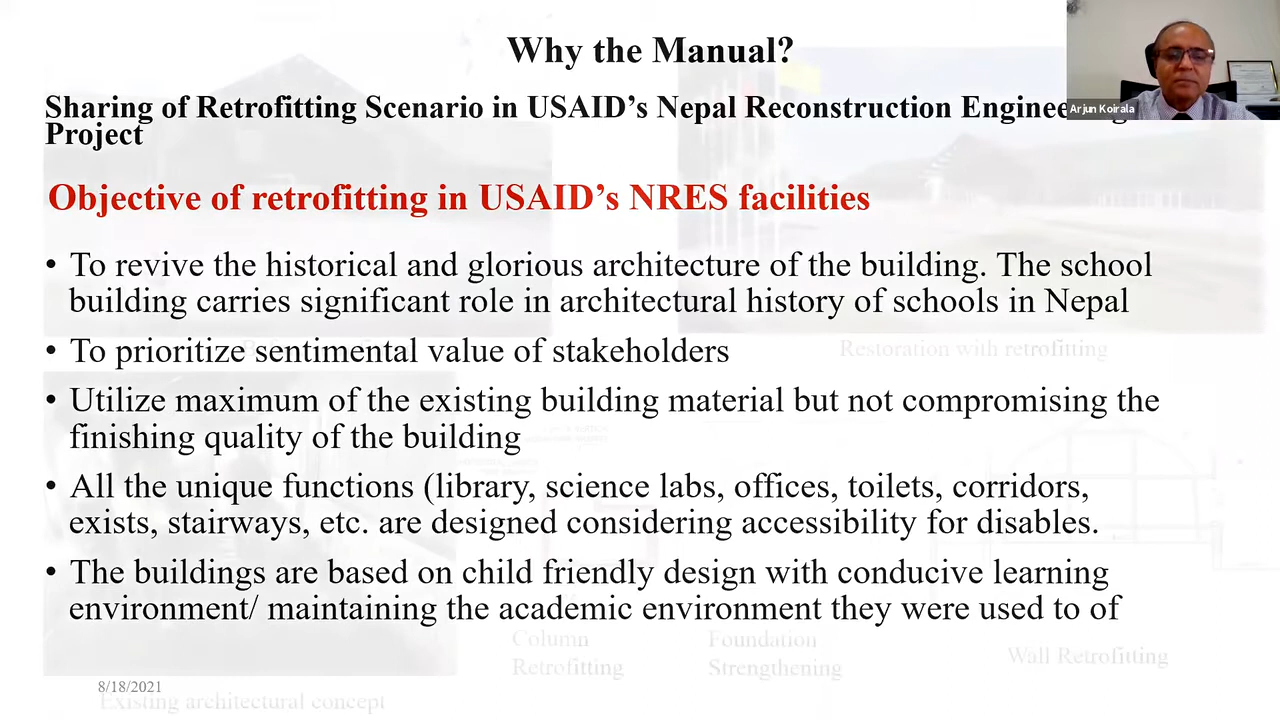 Why the Manual?
Arjun Koirala
Sharing of Retrofitting Scenario in USAID’s Nepal Reconstruction Engineering
Project
Objective of retrofitting in USAID’s NRES facilities
• To revive the historical and glorious architecture of the building. The school
building carries significant role in architectural history of schools in Nepal
• To prioritize sentimental value of stakeholders
Restoration with retrofitting
• Utilize maximum of the existing building material but not compromising the
finishing quality of the building
• All the unique functions (library, science labs, offices, toilets, corridors,
exists, stairways, etc. are designed considering accessibility for disables.
• The buildings are based on child friendly design with conducive learning
environment/ maintaining the academic environment they were used to of
Column
Retrofitting
Foundation
Strengthening
Wall Retrofitting
8/18/2021
Existing architectural concept